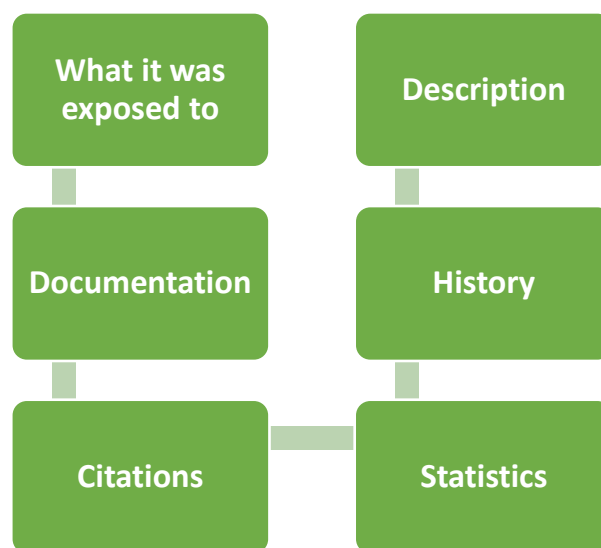 What it was
exposed to
Documentation
Citations
Statistics
History
Description